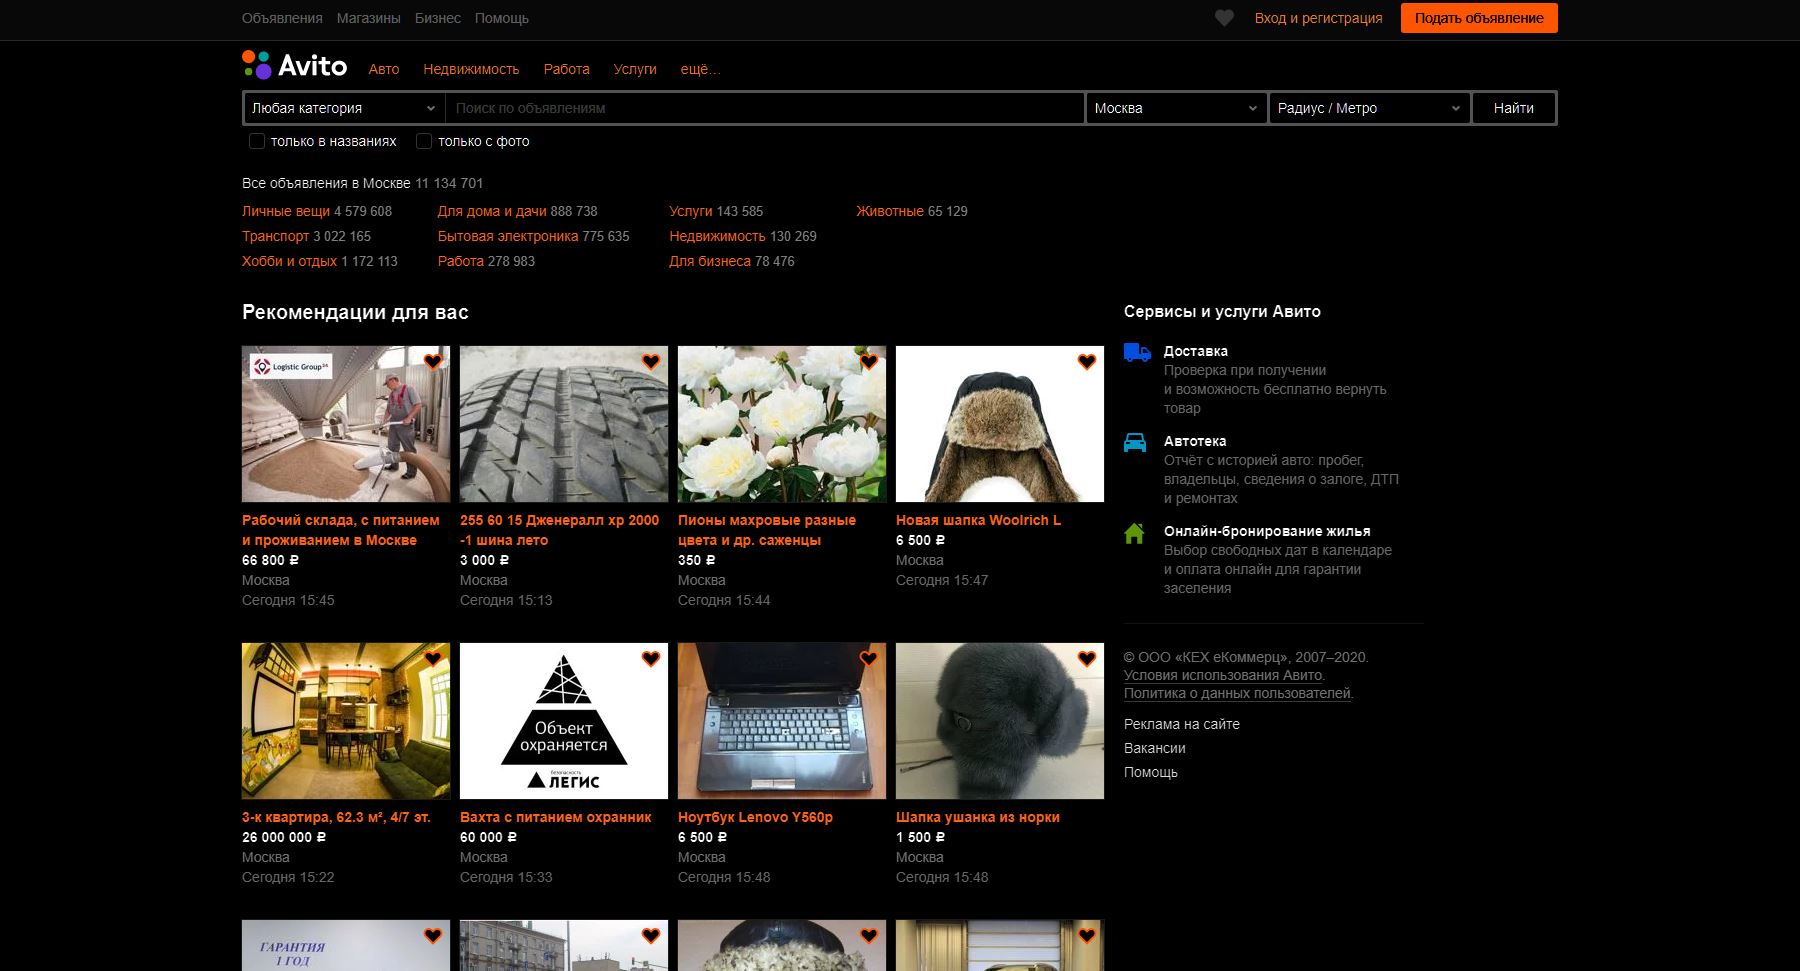 Объявления Магазины Бизнес Помощь
Вход и регистрация
Подать объявление
Avito
Авто Недвижимость Работа Услуги ещё...
Любая категория
Поиск по объявлениям
Москва
Радиус / Метро
Найти
только в названиях
только с фото
Все объявления в Москве 11 134 701
Личные вещи 4 579 608
Для дома и дачи 888 738
Услуги 143 585
Животные 65 129
Транспорт 3 022 165
Бытовая электроника 775 635
Недвижимость 130 269
Хобби и отдых 1 172 113
Работа 278 983
Для бизнеса 78 476
Рекомендации для вас
Logistic Group 24
Рабочий склада, с питанием
и проживанием в Москве
66 800 ₽
Москва
Сегодня 15:45
255 60 15 Дженералл хр 2000
-1 шина лето
3 000 ₽
Москва
Сегодня 15:13
Пионы махровые разные
цвета и др. саженцы
350 ₽
Москва
Сегодня 15:44
Новая шапка Woolrich L
6 500 ₽
Москва
Сегодня 15:47
3-к квартира, 62.3 м², 4/7 эт.
26 000 000 ₽
Москва
Сегодня 15:22
Объект
охраняется
безопасность
ЛЕГИС
Вахта с питанием охранник
60 000 ₽
Москва
Сегодня 15:33
Ноутбук Lenovo Y560p
6 500 ₽
Москва
Сегодня 15:48
Шапка ушанка из норки
1 500 ₽
Москва
Сегодня 15:48
ГАРАНТИЯ
1 ГОД
Сервисы и услуги Авито
Доставка
Проверка при получении
и возможность бесплатно вернуть
товар
Автотека
Отчёт с историей авто: пробег,
владельцы, сведения о залоге, ДТП
и ремонтах
Онлайн-бронирование жилья
Выбор свободных дат в календаре
и оплата онлайн для гарантии
заселения
© ООО «КЕХ еКоммерц», 2007–2020.
Условия использования Авито.
Политика о данных пользователей.
Реклама на сайте
Вакансии
Помощь